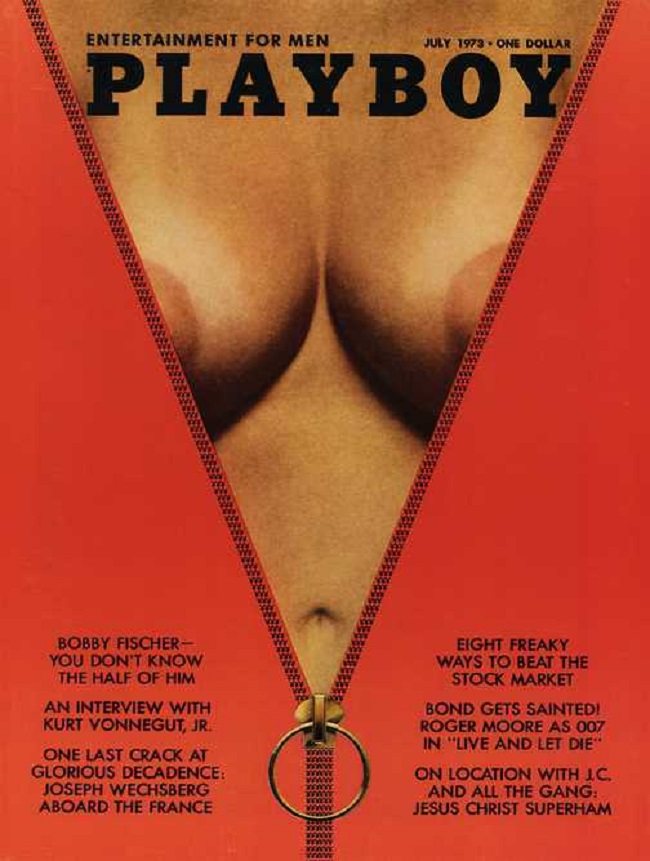 ENTERTAINMENT FOR MEN
JULY 1973 • ONE DOLLAR
PLAYBOY
BOBBY FISCHER—
YOU DON'T KNOW
THE HALF OF HIM
AN INTERVIEW WITH
KURT VONNEGUT, JR.
ONE LAST CRACK AT
GLORIOUS DECADENCE:
JOSEPH WECHSBERG
ABOARD THE FRANCE
EIGHT FREAKY
WAYS TO BEAT THE
STOCK MARKET
BOND GETS SAINTED!
ROGER MOORE AS 007
IN "LIVE AND LET DIE"
ON LOCATION WITH J.C.
AND ALL THE GANG:
JESUS CHRIST SUPERHAM